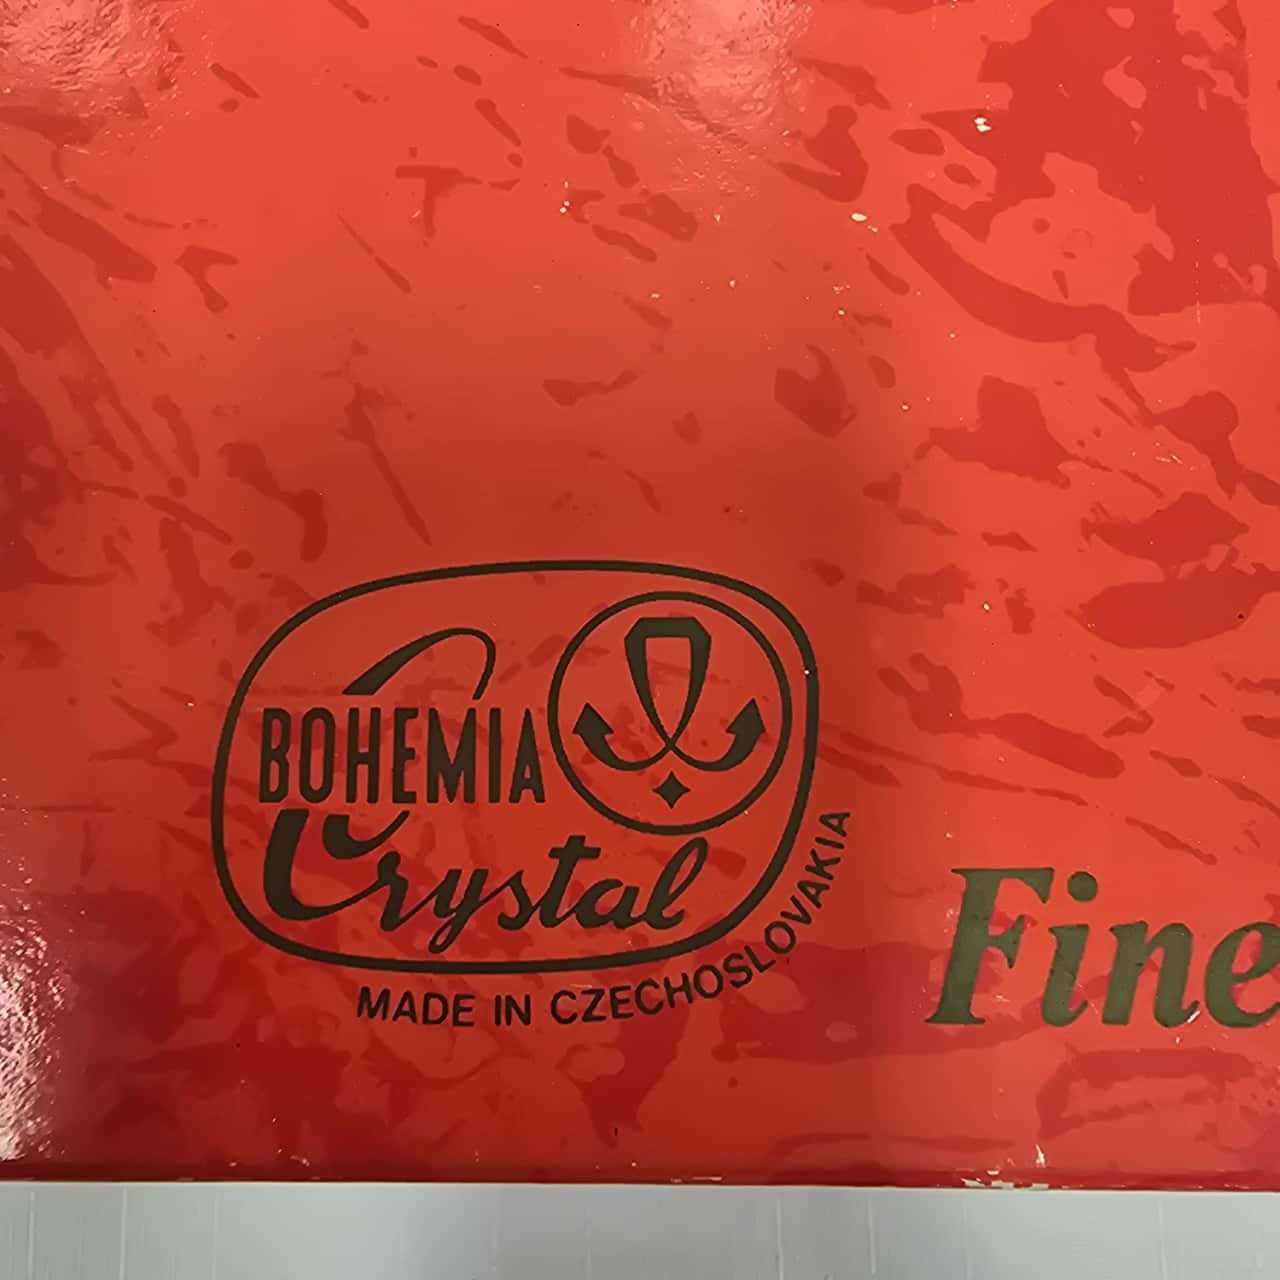 BOHEMIA
Crystal
MADE IN CZECHOSLOVAKIA
Fine